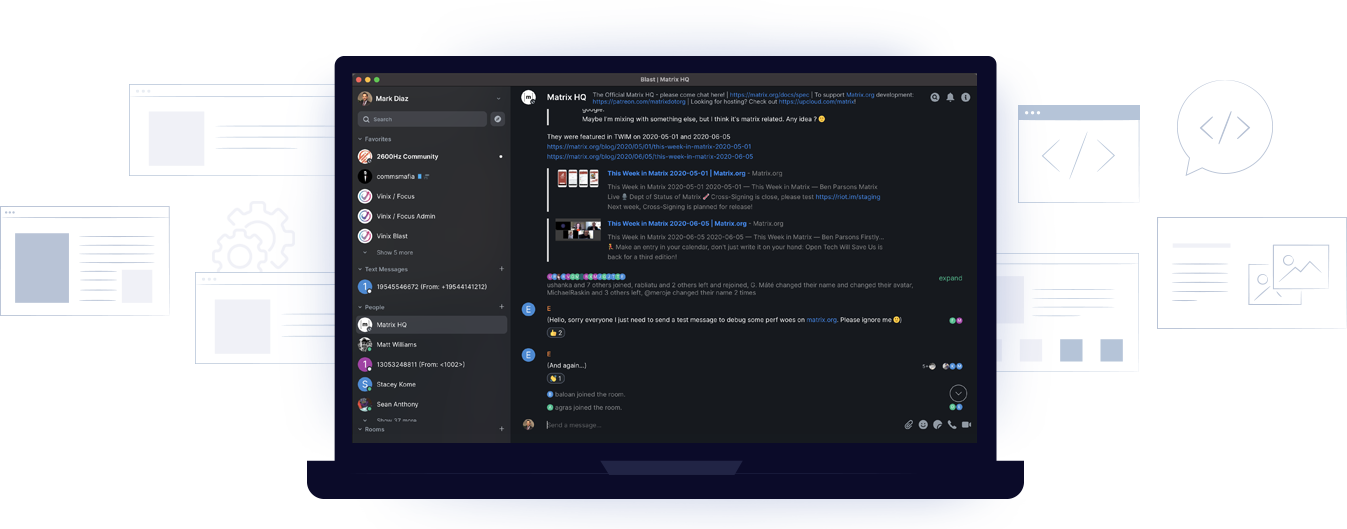 Blast | Matrix HQ
Mark Diaz
Search
Favorites
2600Hz Community
commsmafia
Vinix / Focus
Vinix / Focus Admin
Vinix Blast
Show 5 more
Text Messages
1
19545546672 (From: +19544141212)
People
Matrix HQ
Matt Williams
1
13053248811 (From: <1002>)
S
Stacey Kome
Sean Anthony
Show 37 more
Rooms
[m]
Matrix HQ
The Official Matrix HQ - please come chat here! | https://matrix.org/docs/spec | To support Matrix.org development:
https://patreon.com/matrixdotorg | Looking for hosting? Check out https://upcloud.com/matrix!
google.
Maybe I'm mixing with something else, but I think it's matrix related. Any idea ? 🙂
They were featured in TWIM on 2020-05-01 and 2020-06-05
https://matrix.org/blog/2020/05/01/this-week-in-matrix-2020-05-01
https://matrix.org/blog/2020/06/05/this-week-in-matrix-2020-06-05
This Week in Matrix 2020-05-01 | Matrix.org - Matrix.org
This Week in Matrix 2020-05-01 2020-05-01 — This Week in Matrix — Ben Parsons Matrix
Live 🎙 Dept of Status of Matrix 🚀 Cross-Signing is close, please test https://riot.im/staging
Next week, Cross-Signing is planned for release!
This Week in Matrix 2020-06-05 | Matrix.org - Matrix.org
This Week in Matrix 2020-06-05 2020-06-05 — This Week in Matrix — Ben Parsons Firstly...
Make an entry in your calendar, don't just write it on your hand: Open Tech Will Save Us is
back for a third edition!
expand
ushanka and 7 others joined, rabiiatu and 2 others left and rejoined, G. Máté changed their name and changed their avatar,
MichaelRaskin and 3 others left, @meroje changed their name 2 times
E
E
(Hello, sorry everyone I just need to send a test message to debug some perf woes on matrix.org. Please ignore me 🙂)
👍 2
E
E
(And again...)
👏 1
baloan joined the room.
agras joined the room.
Send a message...